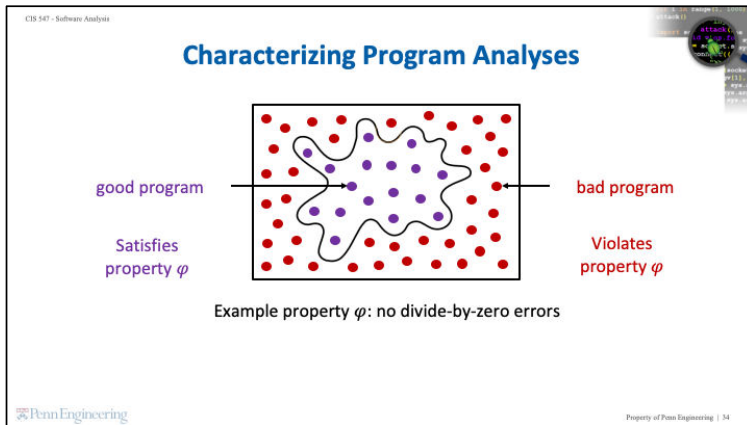 CIS 547 - Software Analysis
Characterizing Program Analyses
good program
bad program
Satisfies
property φ
Violates
property φ
Example property φ: no divide-by-zero errors
Penn Engineering
Property of Penn Engineering | 34